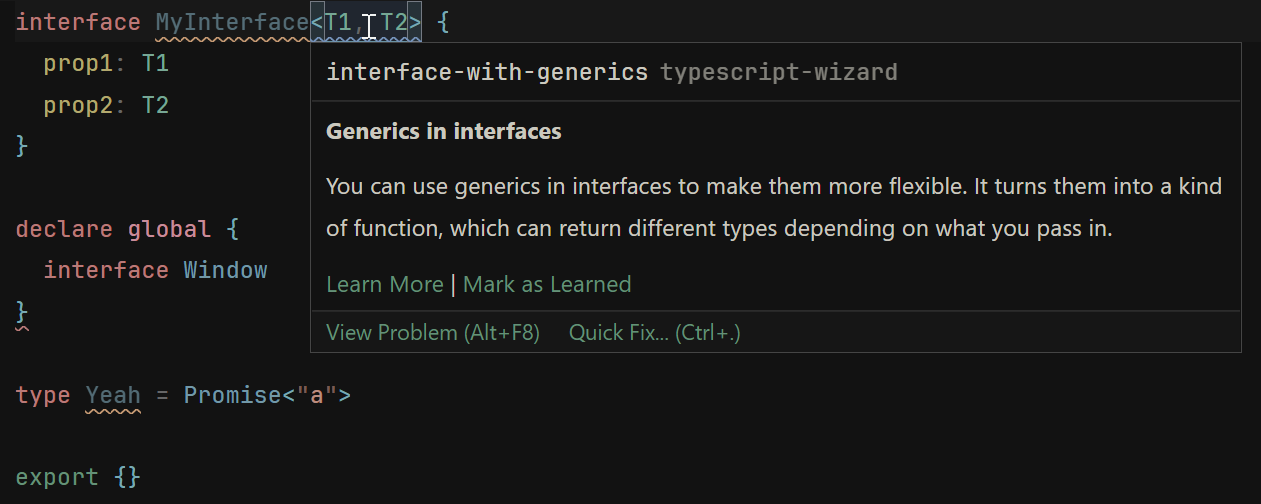 interface MyInterface<T1, T2> {
prop1: T1
prop2: T2
}
interface-with-generics typescript-wizard
Generics in interfaces
You can use generics in interfaces to make them more flexible. It turns them into a kind
of function, which can return different types depending on what you pass in.
Learn More | Mark as Learned
View Problem (Alt+F8) Quick Fix... (Ctrl+.)
declare global {
interface Window
}
type Yeah = Promise<"a">
export {}